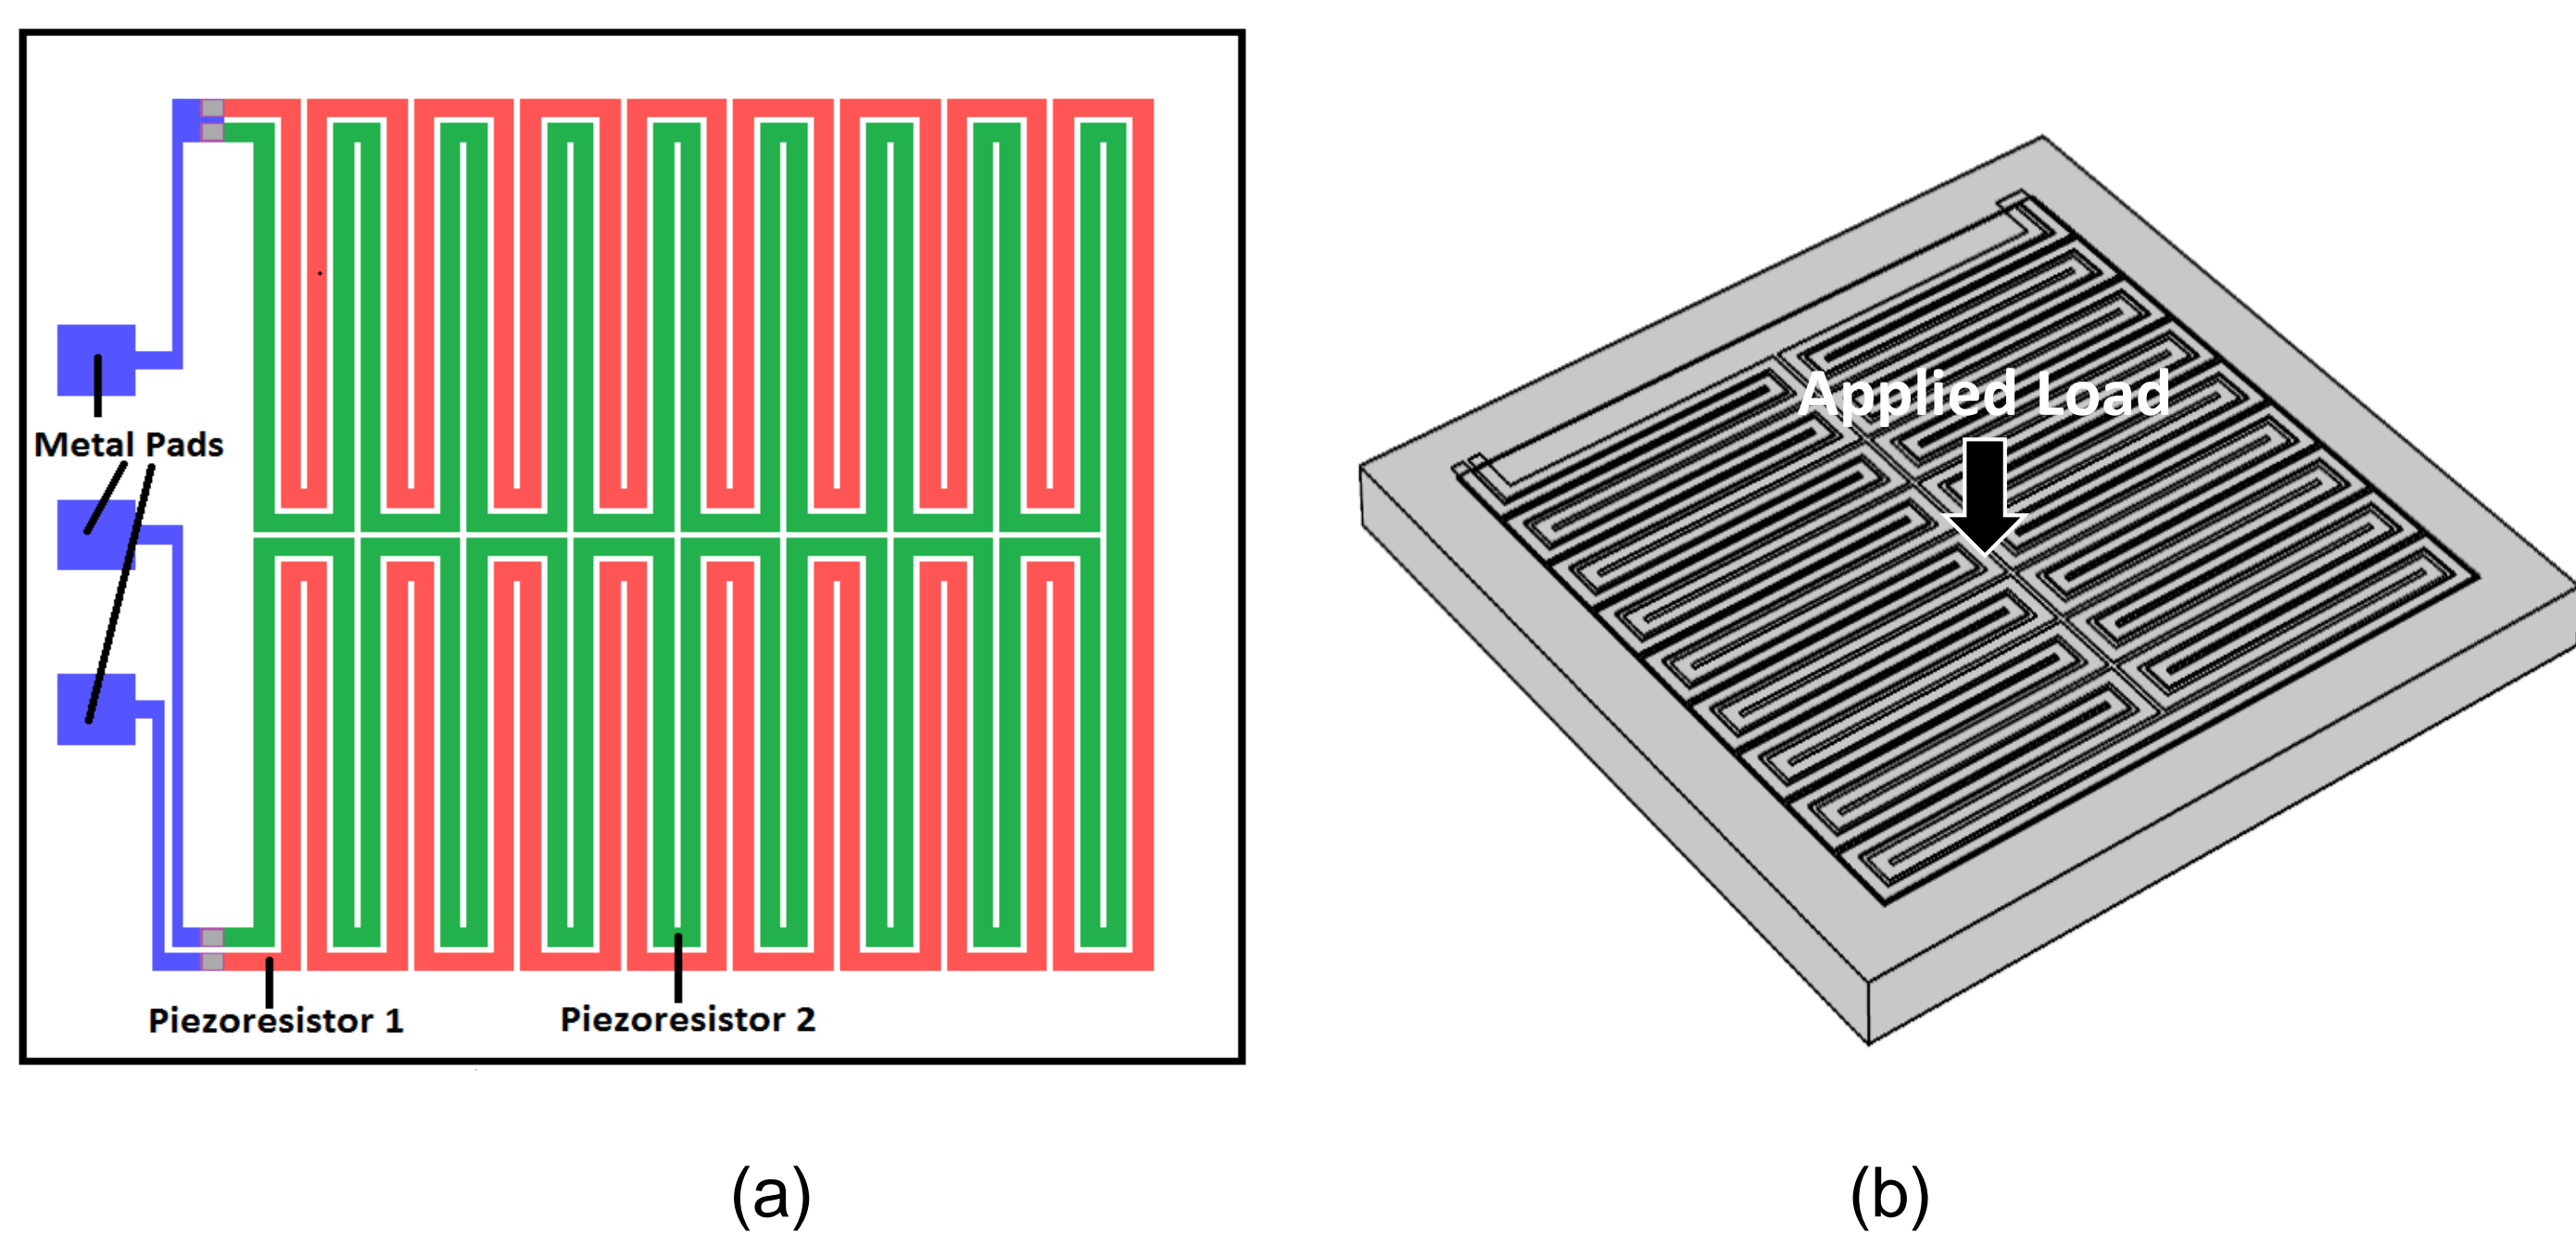 Metal Pads
Piezoresistor 1
Piezoresistor 2
(a)
Applied Load
(b)